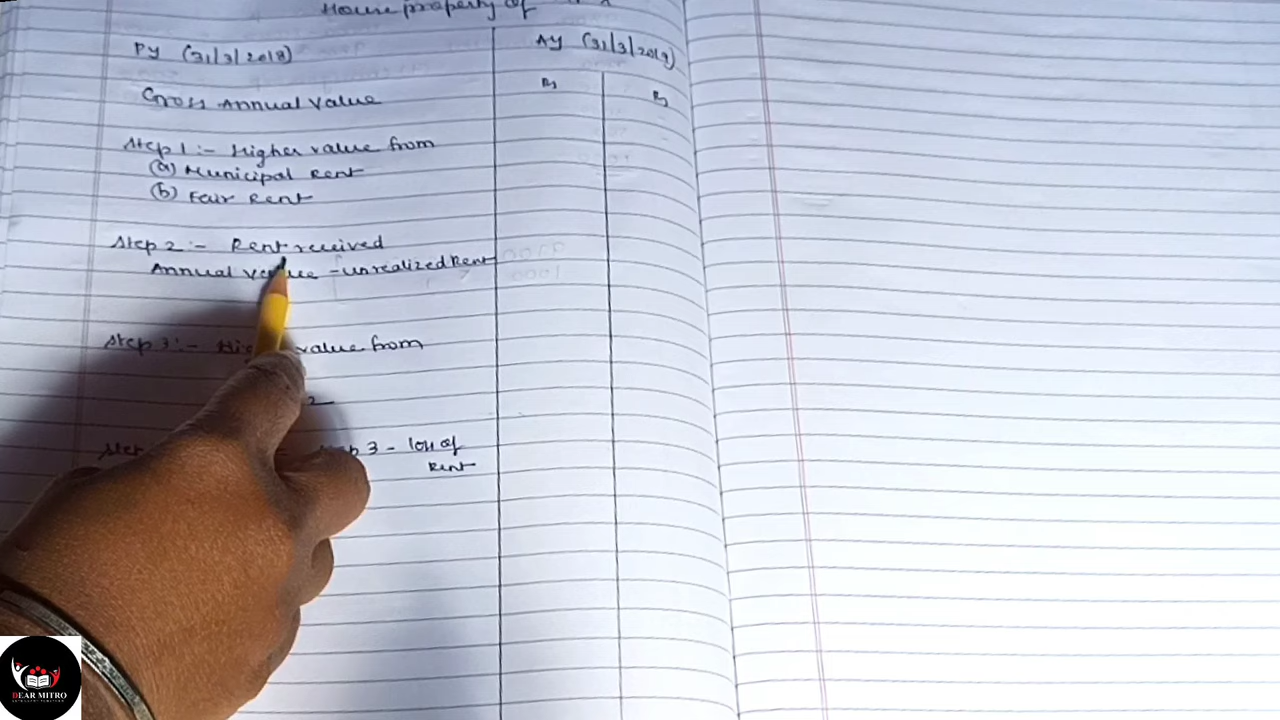 House property of
PY (31/3/2018)
AY (31/3/2019)
Rs
Rs
Gross Annual Value
Step 1:- Higher value from
(a) Municipal Rent
(b) Fair Rent
Step 2:- Rent received
Annual value - unrealized Rent
Step 3:- value from
2
Step 3 - loss of
Rent
DEAR MITRO